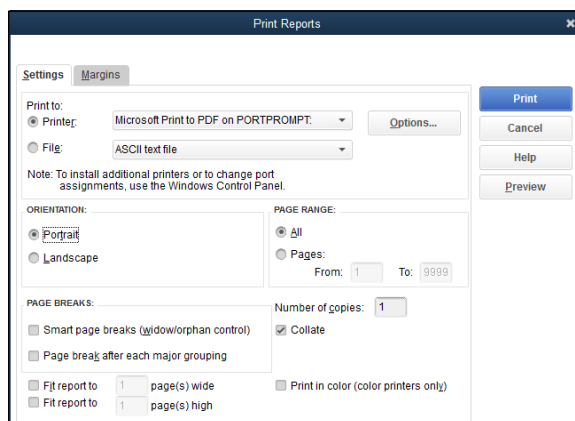 Print Reports
Settings
Margins
Print to:
Printer:
Microsoft Print to PDF on PORTPROMPT:
Options...
File:
ASCII text file
Note: To install additional printers or to change port
assignments, use the Windows Control Panel.
Print
Cancel
Help
Preview
ORIENTATION:
Portrait
Landscape
PAGE RANGE:
All
Pages:
From: 1 To: 9999
PAGE BREAKS:
Smart page breaks (widow/orphan control)
Page break after each major grouping
Number of copies: 1
Collate
Fit report to 1 page(s) wide
Fit report to 1 page(s) high
Print in color (color printers only)